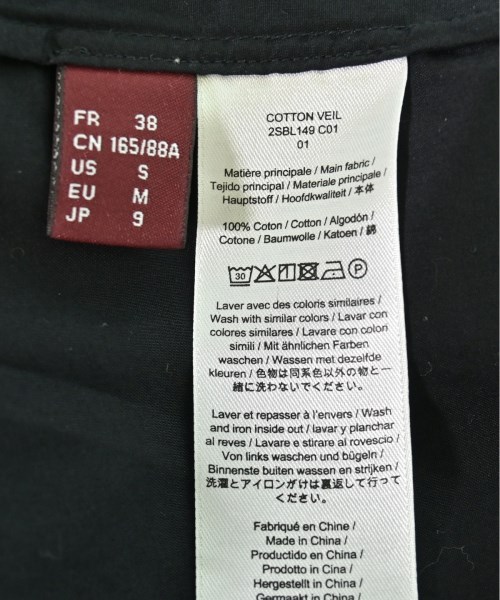 FR 38
CN 165/88A
US S
EU M
JP 9
COTTON VEIL
2SBL149 C01
01
Matière principale / Main fabric /
Tejido principal / Materiale principale /
Hauptstoff / Hoofdkwaliteit / 本体
100% Coton / Cotton / Algodón /
Cotone / Baumwolle / Katoen / 綿
30
P
Laver avec des coloris similaires /
Wash with similar colors / Lavar con
colores similares / Lavare con colori
simili / Mit ähnlichen Farben
waschen / Wassen met dezelfde
kleuren / 色物は同系色以外の物と一
緒に洗わないでください。
Laver et repasser à l'envers / Wash
and iron inside out / lavar y planchar
al reves / Lavare e stirare al rovescio /
Von links waschen und bügeln /
Binnenste buiten wassen en strijken /
洗濯とアイロンがけは裏返して行って
ください。
Fabriqué en Chine /
Made in China /
Productido en China /
Prodotto in Cina /
Hergestellt in China /
Gemaakt in China /